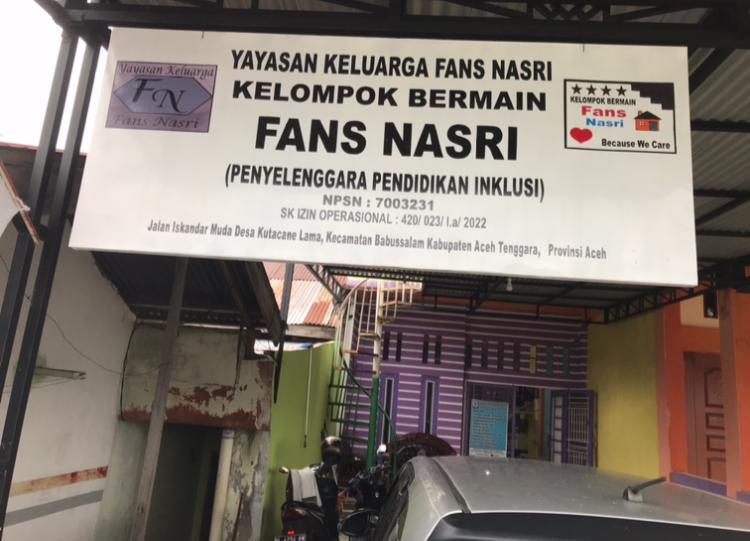 YAYASAN KELUARGA FANS NASRI
KELOMPOK BERMAIN
FANS NASRI
(PENYELENGGARA PENDIDIKAN INKLUSI)
NPSN : 7003231
SK IZIN OPERASIONAL : 420/ 023/ I.a/ 2022
Jalan Iskandar Muda Desa Kutacane Lama, Kecamatan Babussalam Kabupaten Aceh Tenggara, Provinsi Aceh
Yayasan Keluarga
FN
Fans Nasri
KELOMPOK BERMAIN
Fans
Nasri
Because We Care